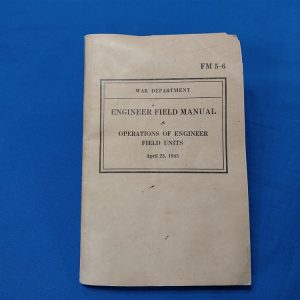 FM 5-6
WAR DEPARTMENT
ENGINEER FIELD MANUAL
OPERATIONS OF ENGINEER
FIELD UNITS
April 23, 1943